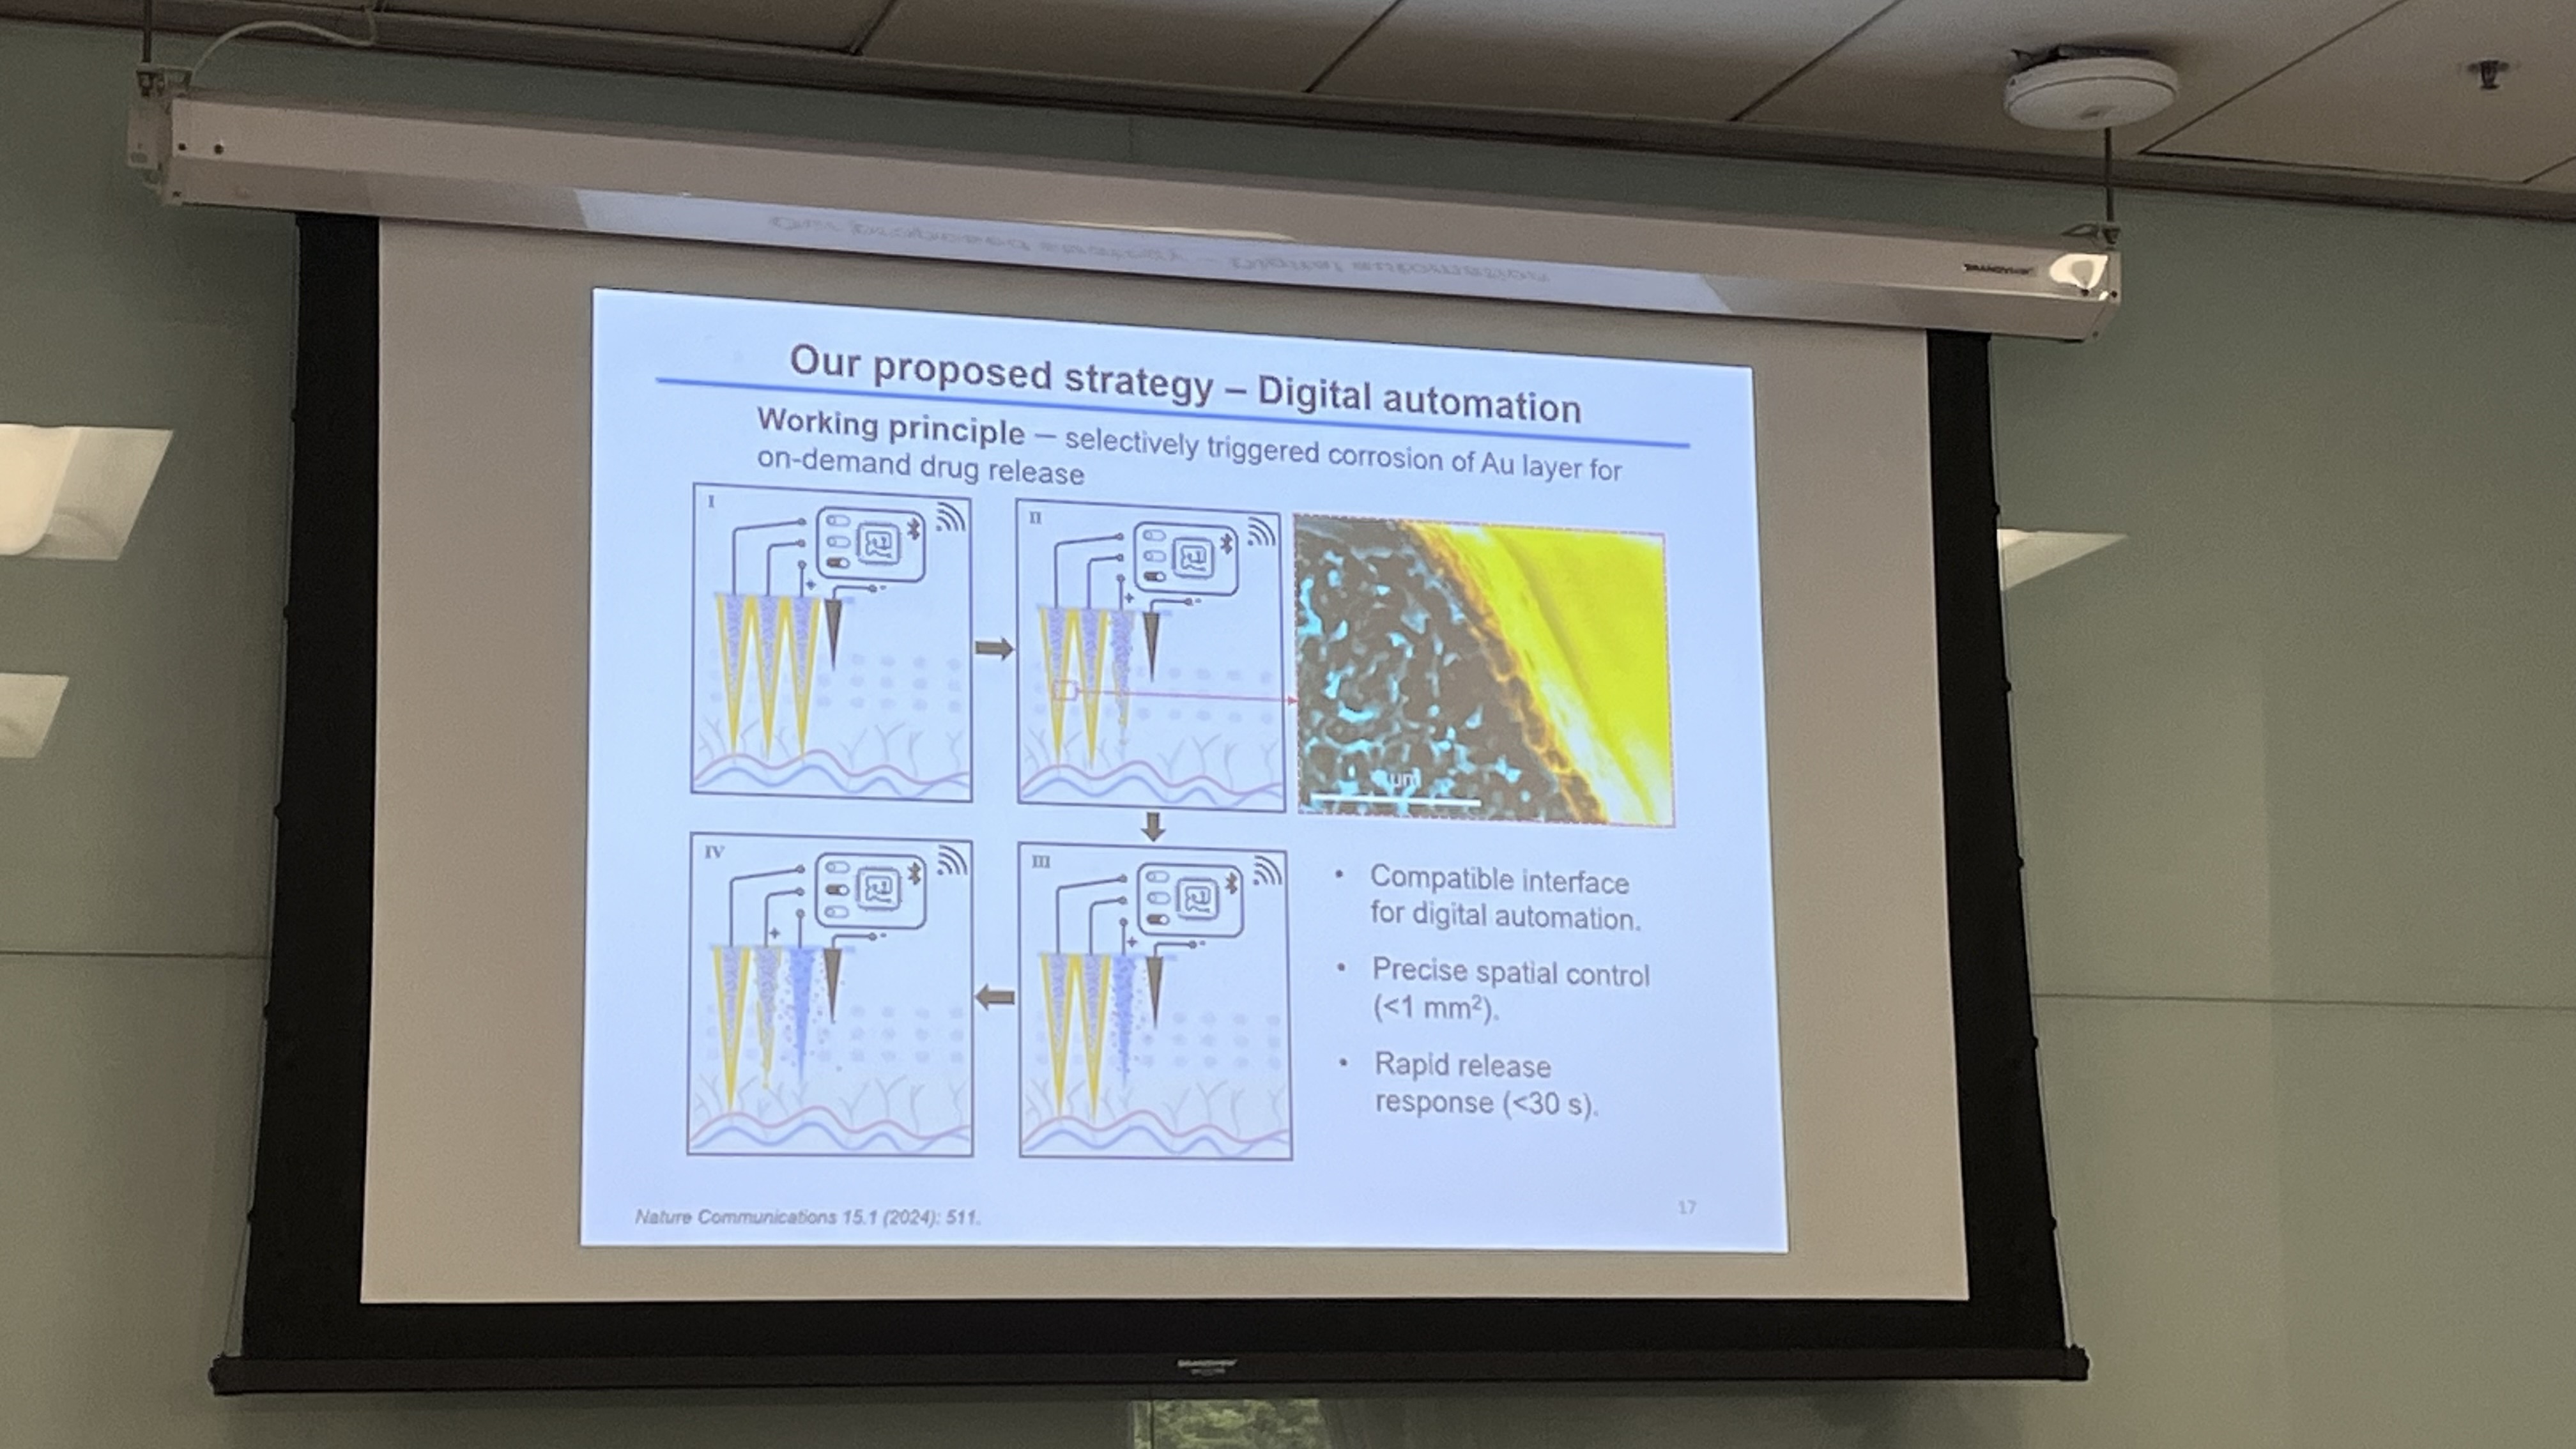 Our proposed strategy – Digital automation
Working principle — selectively triggered corrosion of Au layer for
on-demand drug release
I
+
-
II
+
-
µm
IV
+
-
III
+
-
• Compatible interface
for digital automation.
• Precise spatial control
(<1 mm²).
• Rapid release
response (<30 s).
Nature Communications 15.1 (2024): 511.
17